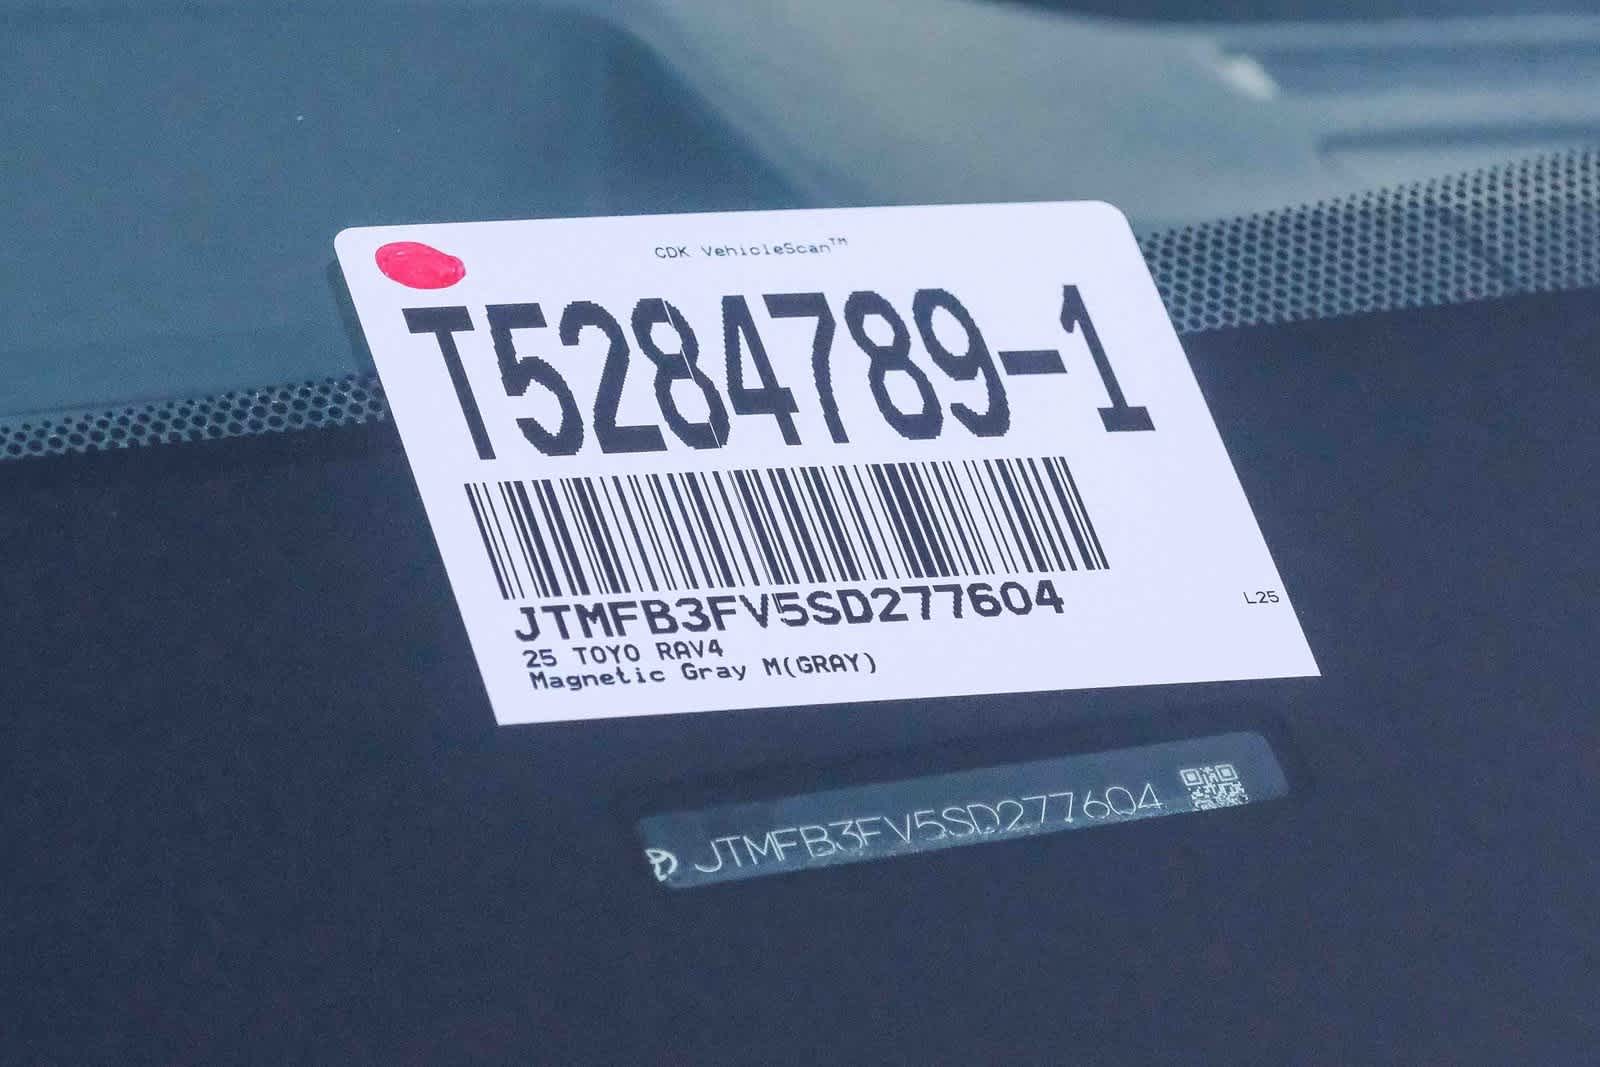 CDK VehicleScan™
T5284789-1
JTMFB3FV5SD277604
L25
25 TOYO RAV4
Magnetic Gray M(GRAY)
JTMFB3FV5SD277604